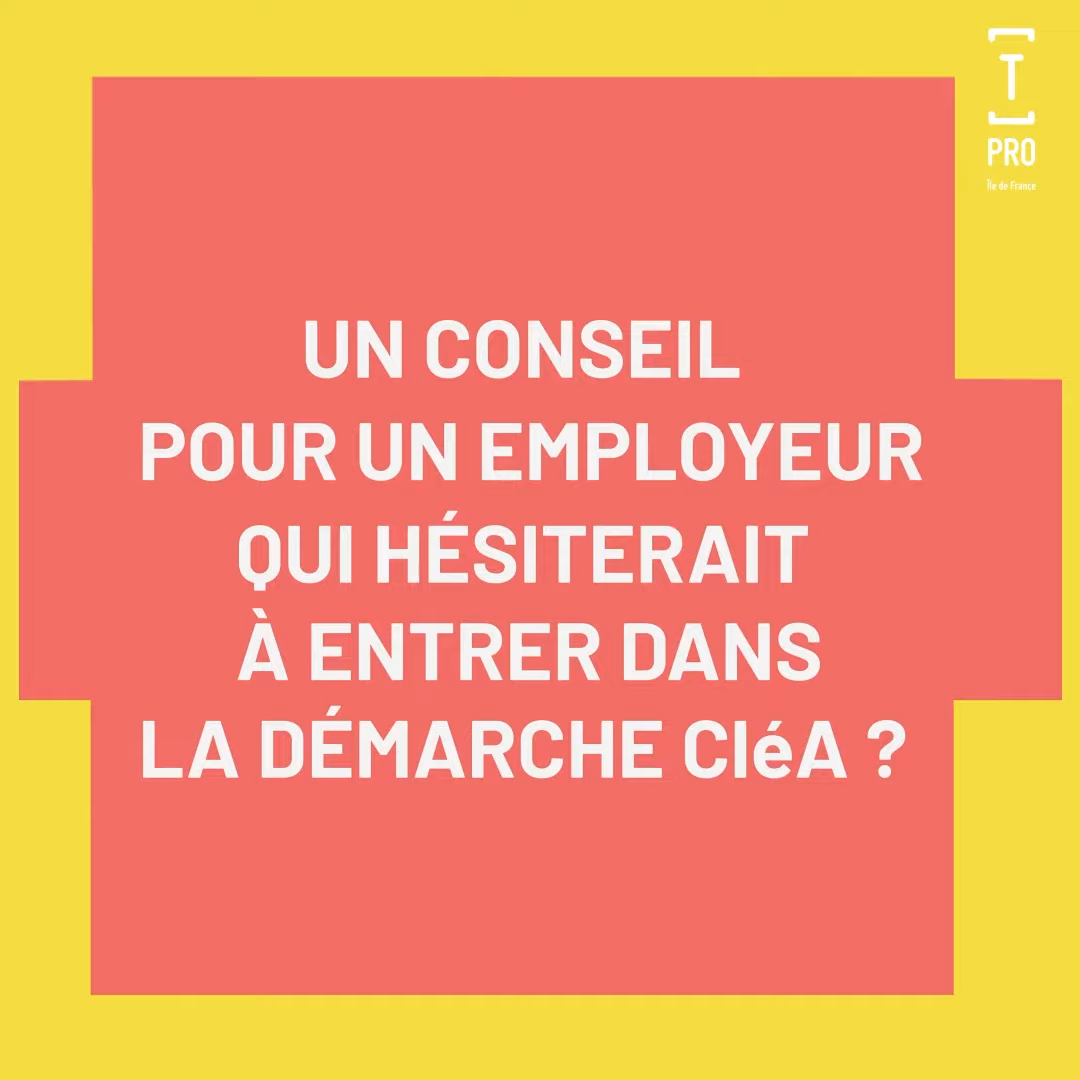 [T]
PRO
Île de France
UN CONSEIL
POUR UN EMPLOYEUR
QUI HÉSITERAIT
À ENTRER DANS
LA DÉMARCHE CléA ?